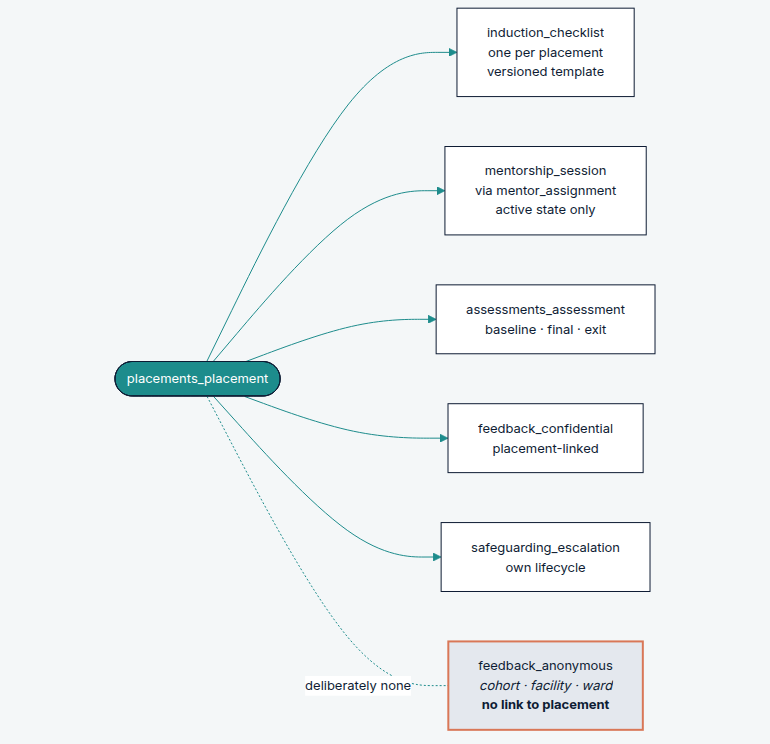 induction_checklist
one per placement
versioned template
mentorship_session
via mentor_assignment
active state only
assessments_assessment
baseline · final · exit
placements_placement
feedback_confidential
placement-linked
safeguarding_escalation
own lifecycle
feedback_anonymous
cohort · facility · ward
no link to placement
deliberately none